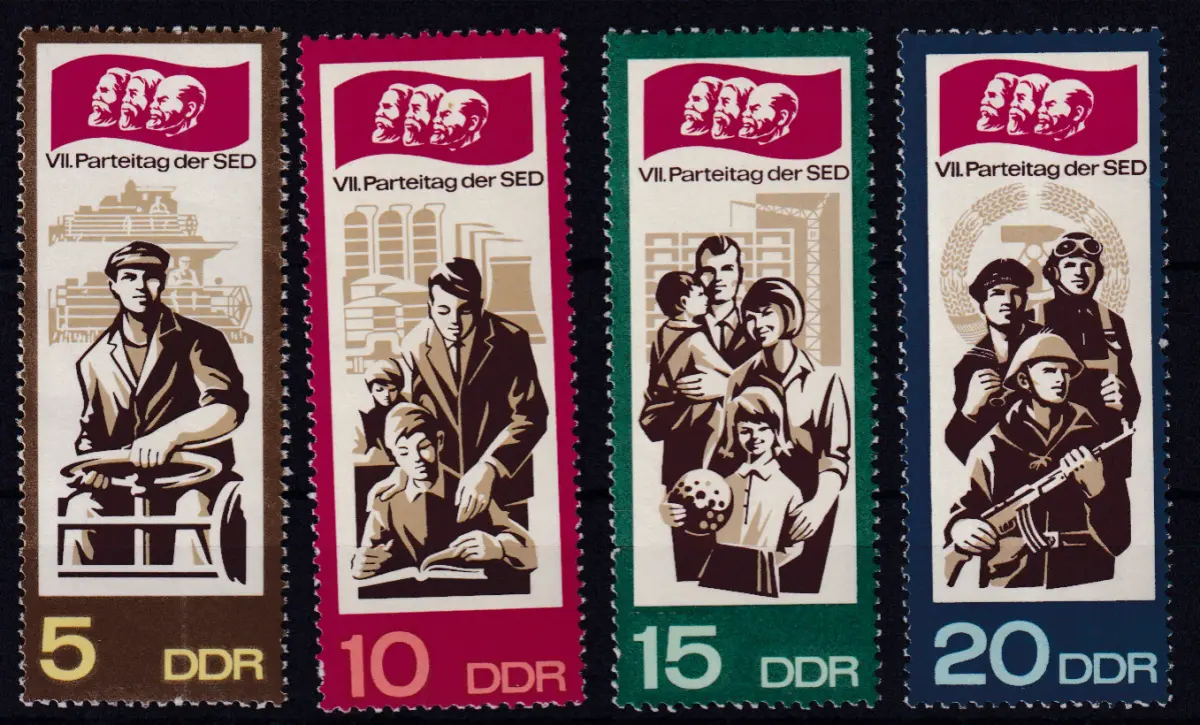 VII.Parteitag der SED
5 DDR
VII.Parteitag der SED
10 DDR
VII.Parteitag der SED
15 DDR
VII.Parteitag der SED
20 DDR